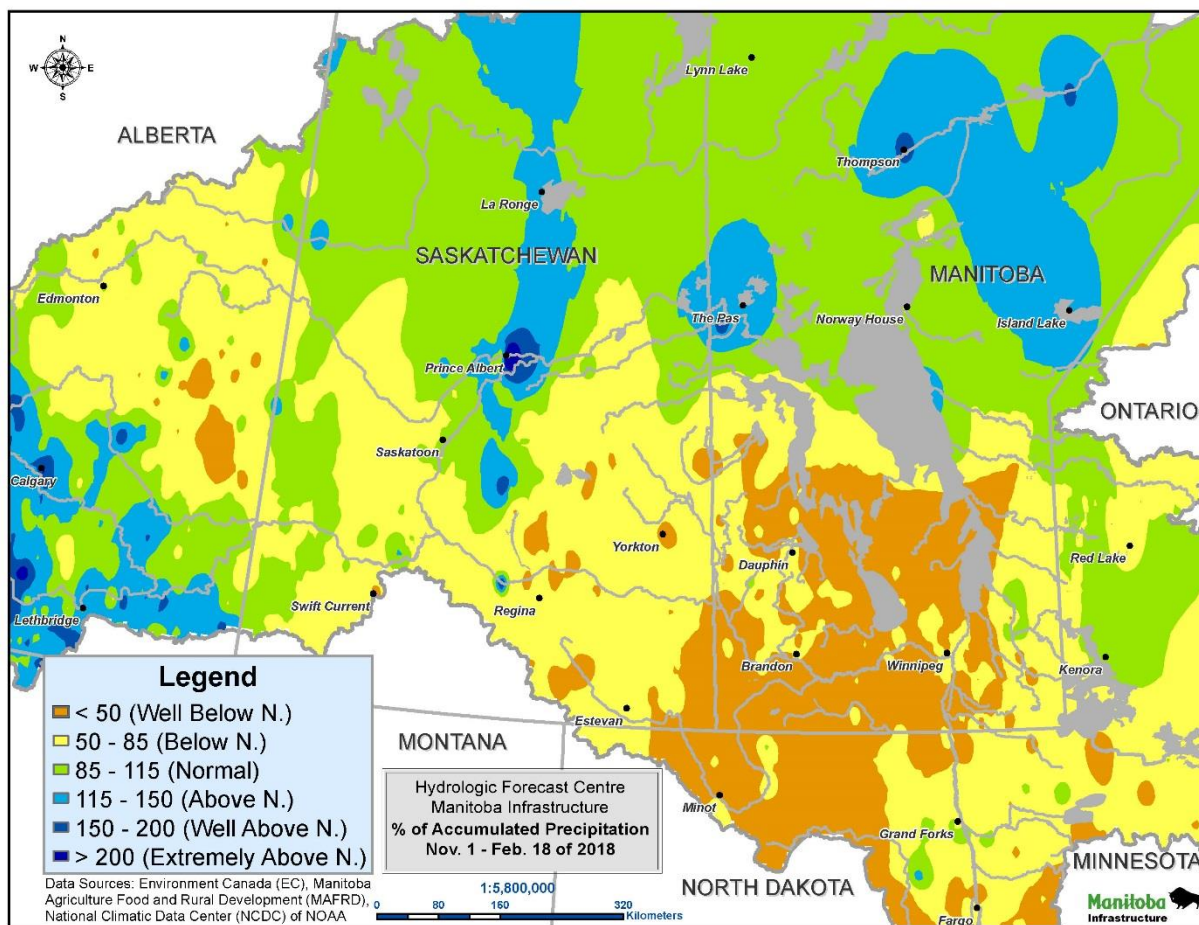 N
W E
S
ALBERTA
Lynn Lake
Thompson
La Ronge
SASKATCHEWAN
MANITOBA
Edmonton
The Pas
Norway House
Island Lake
Prince Albert
ONTARIO
Saskatoon
Calgary
Yorkton
Dauphin
Red Lake
Swift Current
Regina
Lethbridge
Brandon
Winnipeg
Kenora
Estevan
MONTANA
Minot
Grand Forks
NORTH DAKOTA
MINNESOTA
Fargo
Legend
< 50 (Well Below N.)
50 - 85 (Below N.)
85 - 115 (Normal)
115 - 150 (Above N.)
150 - 200 (Well Above N.)
> 200 (Extremely Above N.)
Data Sources: Environment Canada (EC), Manitoba
Agriculture Food and Rural Development (MAFRD),
National Climatic Data Center (NCDC) of NOAA
Hydrologic Forecast Centre
Manitoba Infrastructure
% of Accumulated Precipitation
Nov. 1 - Feb. 18 of 2018
1:5,800,000
0 80 160 320
Kilometers
Manitoba
Infrastructure